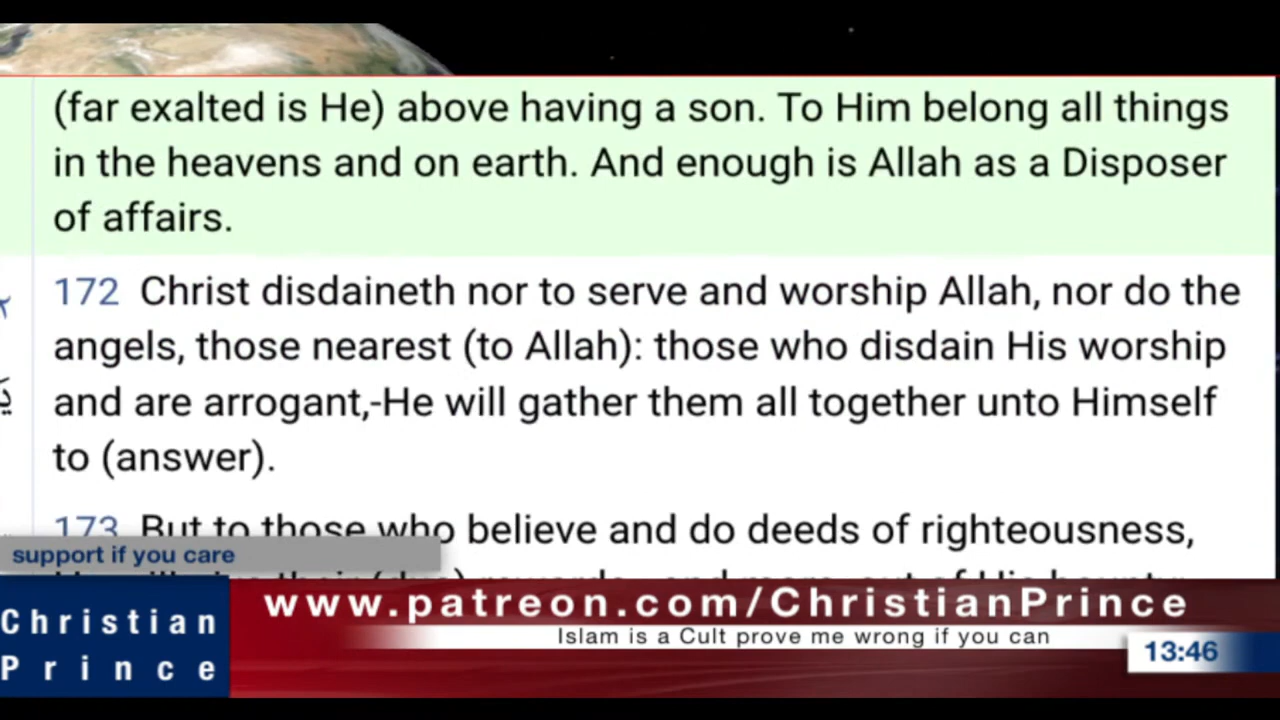 (far exalted is He) above having a son. To Him belong all things
in the heavens and on earth. And enough is Allah as a Disposer
of affairs.
172 Christ disdaineth nor to serve and worship Allah, nor do the
angels, those nearest (to Allah): those who disdain His worship
and are arrogant,-He will gather them all together unto Himself
to (answer).
173 But to those who believe and do deeds of righteousness,
support if you care
www.patreon.com/ChristianPrince
Islam is a Cult prove me wrong if you can
Christian
Prince
13:46